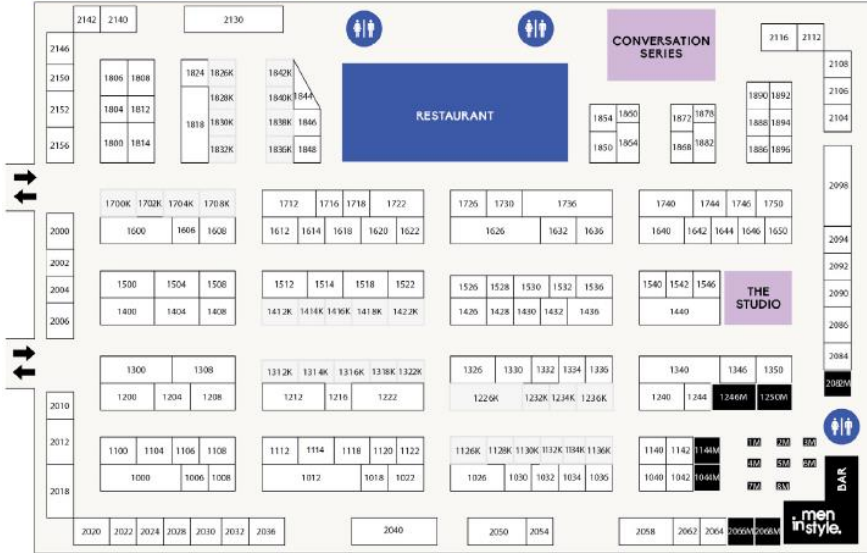 2142 2140 2130
CONVERSATION
SERIES
2116 2112
2146
2150 1806 1808 1824 1826K 1842K 2108
1828K 1840K 1844 1890 1892 2106
2152 1804 1812 1818 1830K 1838K 1846 RESTAURANT 1854 1860 1872 1878 1888 1894 2104
2156 1800 1814 1832K 1836K 1848 1850 1864 1868 1882 1886 1896
2098
1700K 1702K 1704K 1708K 1712 1716 1718 1722 1726 1730 1736 1740 1744 1746 1750
2000 1600 1606 1608 1612 1614 1618 1620 1622 1626 1632 1636 1640 1642 1644 1646 1650 2094
2002 2092
2004 1500 1504 1508 1512 1514 1518 1522 1526 1528 1530 1532 1536 1540 1542 1546 THE
STUDIO 2090
2006 1400 1404 1408 1412K 1414K 1416K 1418K 1422K 1426 1428 1430 1432 1436 1440 2086
2084
1300 1308 1312K 1314K 1316K 1318K 1322K 1326 1330 1332 1334 1336 1340 1346 1350
2082M
2010 1200 1204 1208 1212 1216 1222 1226K 1232K 1234K 1236K 1240 1244 1246M 1250M
2012 1100 1104 1106 1108 1112 1114 1118 1120 1122 1126K 1128K 1130K 1132K 1134K 1136K 1140 1142 1144M 1M 2M 3M
4M 5M 6M
2018 1000 1006 1008 1012 1018 1022 1026 1030 1032 1034 1036 1040 1042 1044M 7M 8M
BAR
men
in style.
2020 2022 2024 2028 2030 2032 2036 2040 2050 2054 2058 2062 2064 2066M 2068M